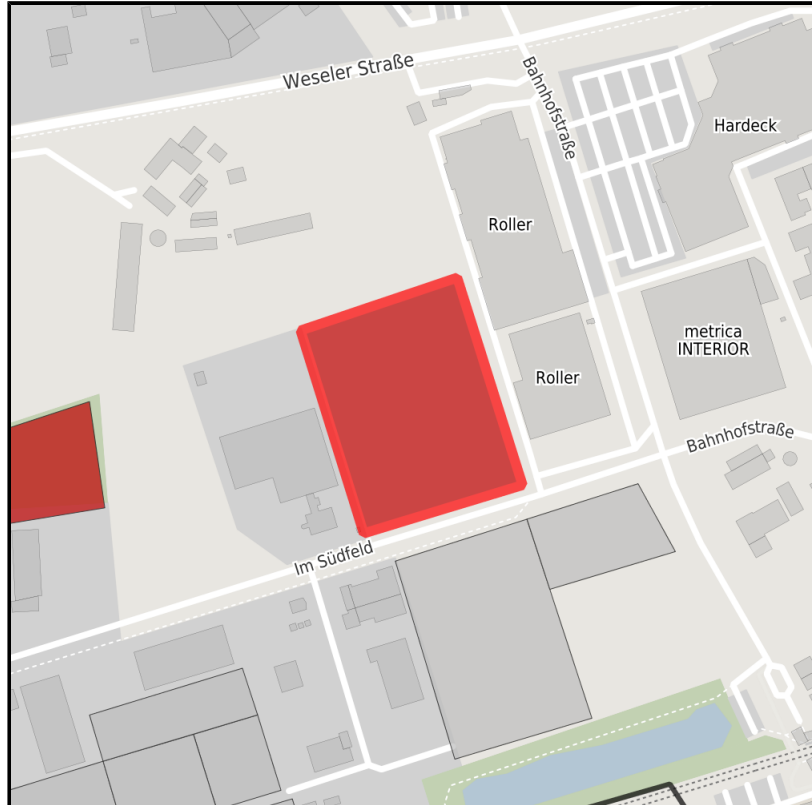 Weseler Straße
Bahnhofstraße
Hardeck
Roller
metrica
INTERIOR
Roller
Bahnhofstraße
Im Südfeld